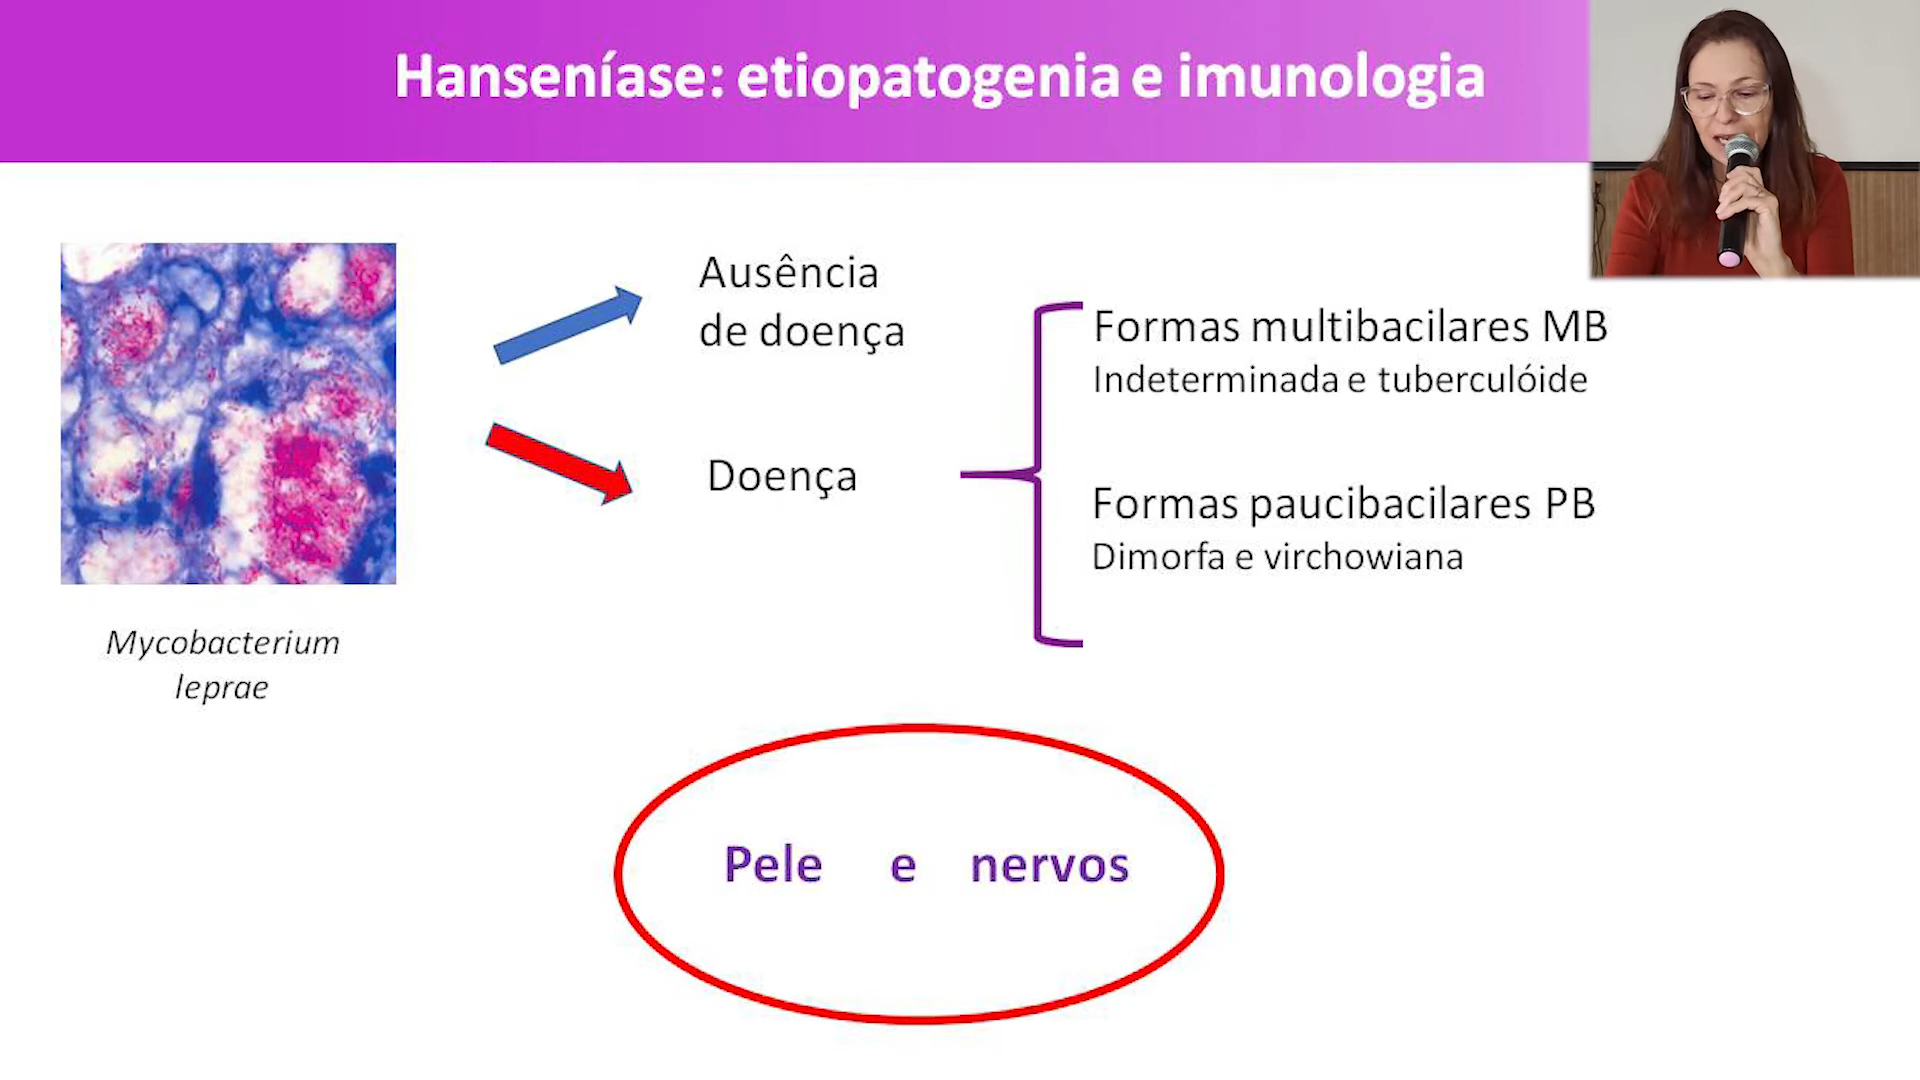 Hanseníase: etiopatogenia e imunologia
Ausência
de doença
Doença
Formas multibacilares MB
Indeterminada e tuberculóide
Formas paucibacilares PB
Dimorfa e virchowiana
Mycobacterium
leprae
Pele e nervos